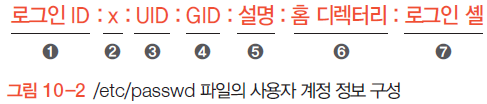 로그인 ID : x : UID : GID : 설명 : 홈 디렉터리 : 로그인 셸
❶ ❷ ❸ ❹ ❺ ❻ ❼
그림 10-2 /etc/passwd 파일의 사용자 계정 정보 구성